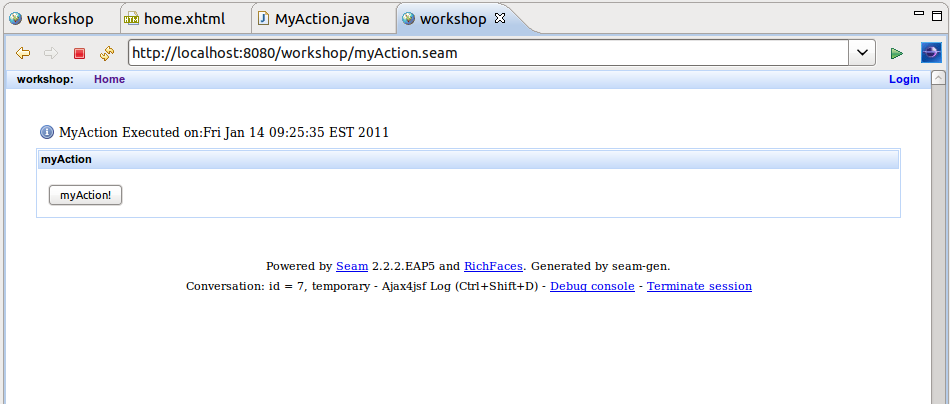 workshop home.xhtml MyAction.java workshop
http://localhost:8080/workshop/myAction.seam
workshop: Home Login
MyAction Executed on:Fri Jan 14 09:25:35 EST 2011
myAction
myAction!
Powered by Seam 2.2.2.EAP5 and RichFaces. Generated by seam-gen.
Conversation: id = 7, temporary - Ajax4jsf Log (Ctrl+Shift+D) - Debug console - Terminate session